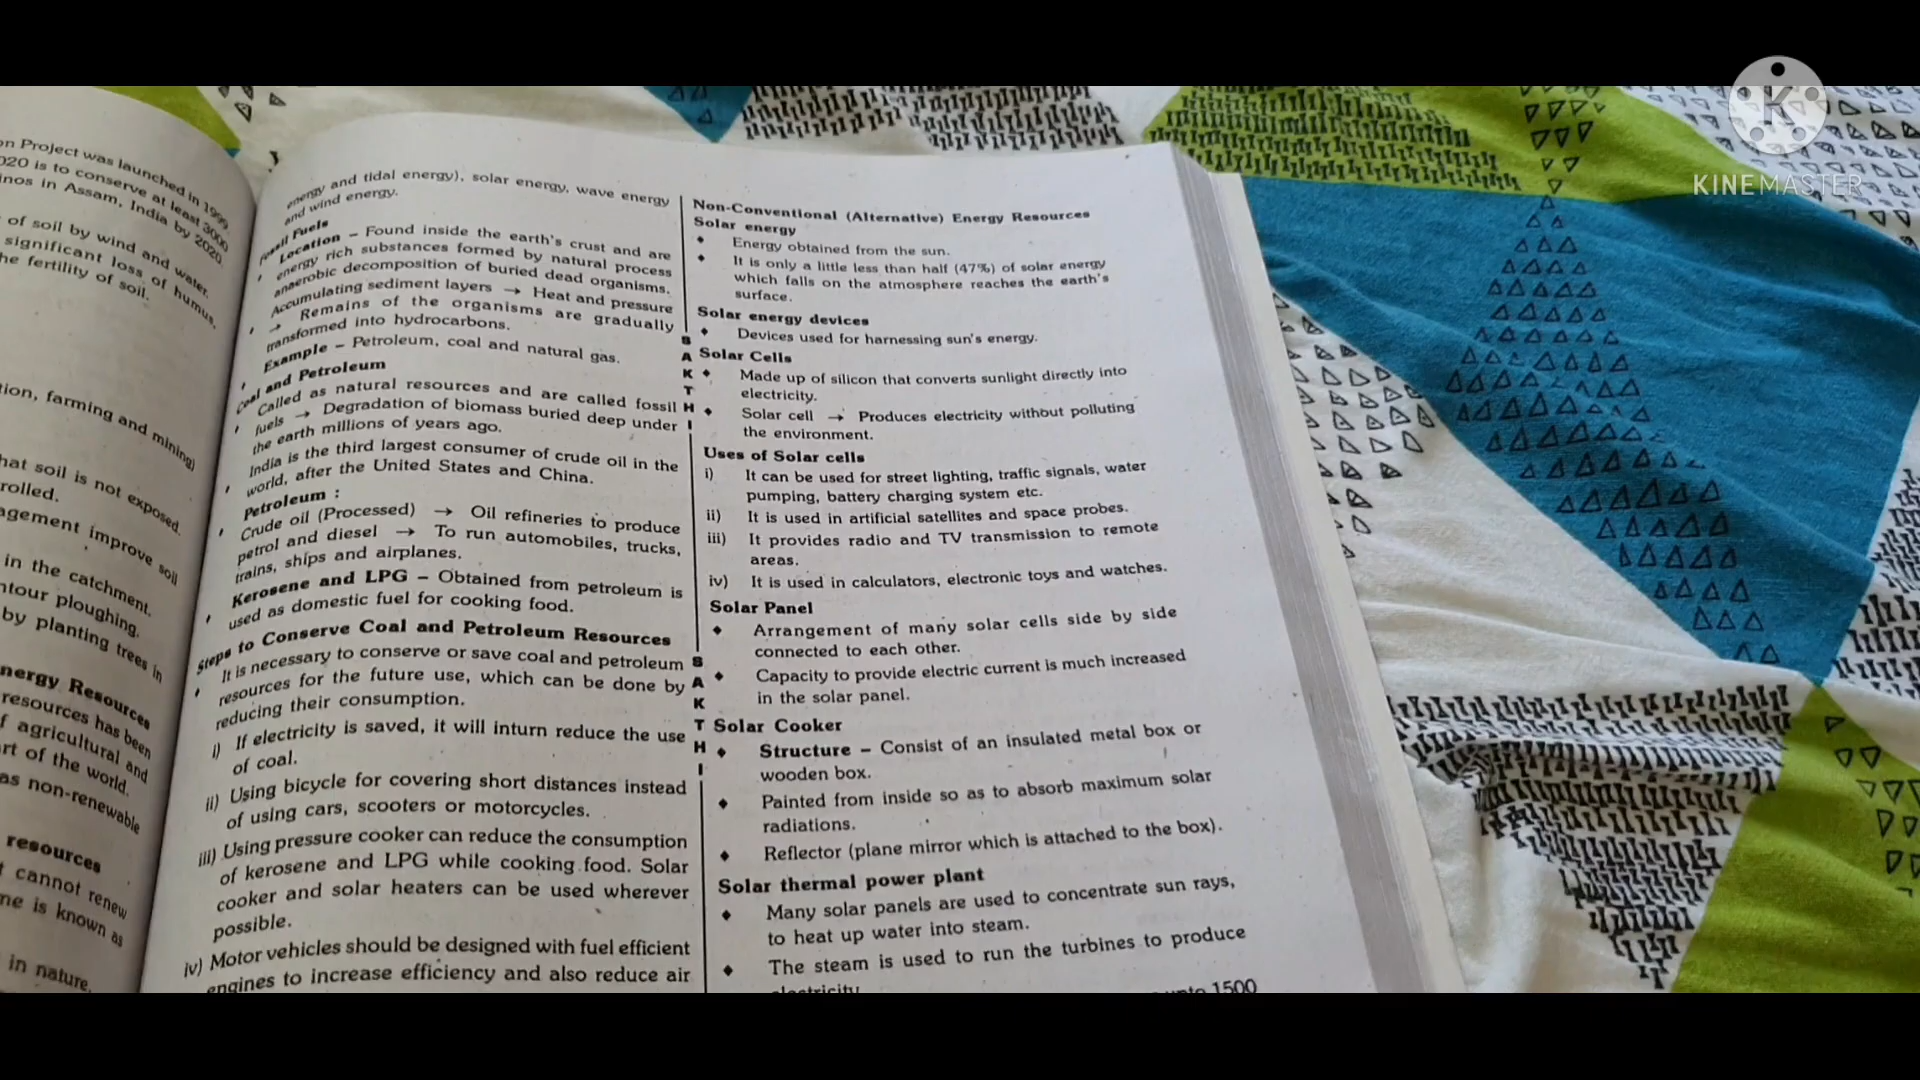 on Project was launched in 1999.
020 is to conserve at least 3000
inos in Assam, India by 2020.
of soil by wind and water.
significant loss of humus,
he fertility of soil.
tion, farming and mining)
hat soil is not exposed.
rolled.
agement improve soil
in the catchment.
ntour ploughing.
by planting trees in
nergy Resources
resources has been
f agricultural and
rt of the world.
as non-renewable
resources
t cannot renew
me is known as
in nature.
energy and tidal energy), solar energy, wave energy
and wind energy.
Fossil Fuels
Location – Found inside the earth's crust and are
energy rich substances formed by natural process
anaerobic decomposition of buried dead organisms.
Accumulating sediment layers → Heat and pressure
→ Remains of the organisms are gradually
transformed into hydrocarbons.
Example – Petroleum, coal and natural gas.
Coal and Petroleum
Called as natural resources and are called fossil
fuels → Degradation of biomass buried deep under
the earth millions of years ago.
India is the third largest consumer of crude oil in the
world, after the United States and China.
Petroleum :
Crude oil (Processed) → Oil refineries to produce
petrol and diesel → To run automobiles, trucks,
trains, ships and airplanes.
Kerosene and LPG – Obtained from petroleum is
used as domestic fuel for cooking food.
Steps to Conserve Coal and Petroleum Resources
It is necessary to conserve or save coal and petroleum
resources for the future use, which can be done by
reducing their consumption.
i) If electricity is saved, it will inturn reduce the use
of coal.
ii) Using bicycle for covering short distances instead
of using cars, scooters or motorcycles.
iii) Using pressure cooker can reduce the consumption
of kerosene and LPG while cooking food. Solar
cooker and solar heaters can be used wherever
possible.
iv) Motor vehicles should be designed with fuel efficient
engines to increase efficiency and also reduce air
S
A
K
T
H
I
S
A
K
T
H
I
Non-Conventional (Alternative) Energy Resources
Solar energy
♦ Energy obtained from the sun.
♦ It is only a little less than half (47%) of solar energy
which falls on the atmosphere reaches the earth's
surface.
Solar energy devices
♦ Devices used for harnessing sun's energy.
Solar Cells
♦ Made up of silicon that converts sunlight directly into
electricity.
♦ Solar cell → Produces electricity without polluting
the environment.
Uses of Solar cells
i) It can be used for street lighting, traffic signals, water
pumping, battery charging system etc.
ii) It is used in artificial satellites and space probes.
iii) It provides radio and TV transmission to remote
areas.
iv) It is used in calculators, electronic toys and watches.
Solar Panel
♦ Arrangement of many solar cells side by side
connected to each other.
♦ Capacity to provide electric current is much increased
in the solar panel.
Solar Cooker
♦ Structure – Consist of an insulated metal box or
wooden box.
♦ Painted from inside so as to absorb maximum solar
radiations.
♦ Reflector (plane mirror which is attached to the box).
Solar thermal power plant
♦ Many solar panels are used to concentrate sun rays,
to heat up water into steam.
♦ The steam is used to run the turbines to produce
electricity
upto 1500
K
KINEMASTER